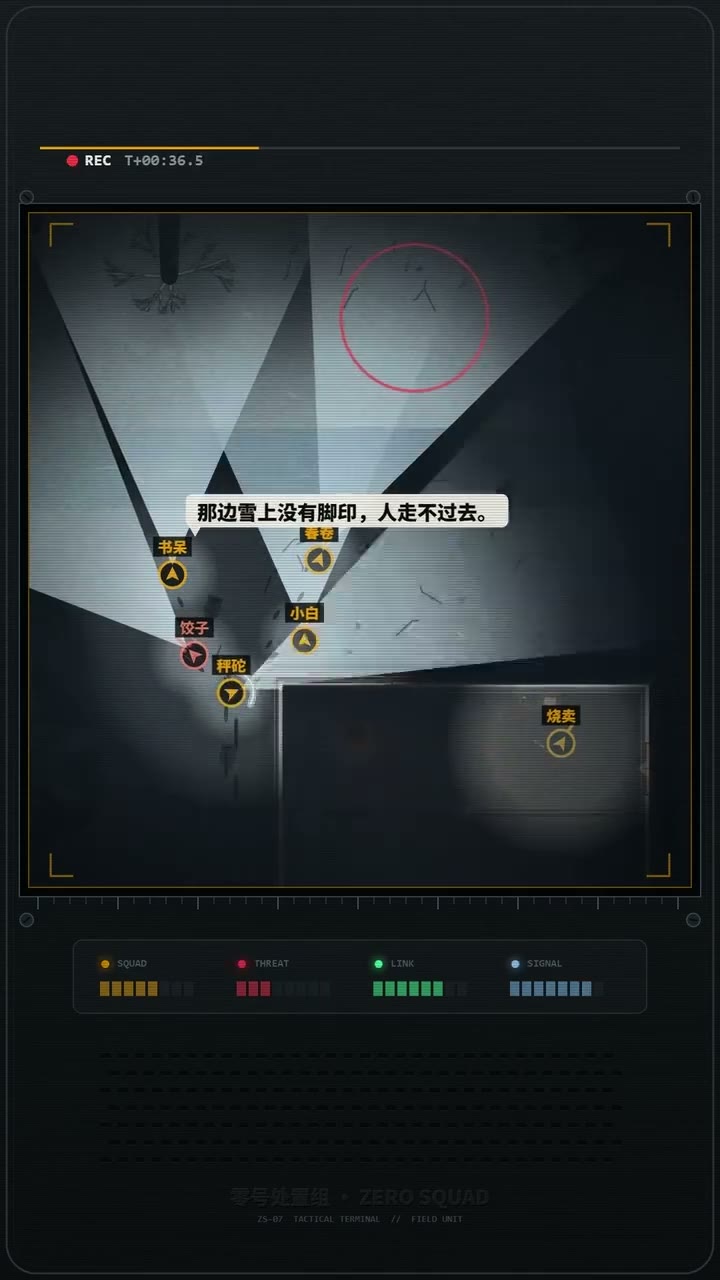 REC T+00:36.5
那边雪上没有脚印，人走不过去。
春卷
书呆
小白
饺子
秤砣
烧卖
SQUAD THREAT LINK SIGNAL
零号处置组 · ZERO SQUAD
ZS-07 TACTICAL TERMINAL // FIELD UNIT